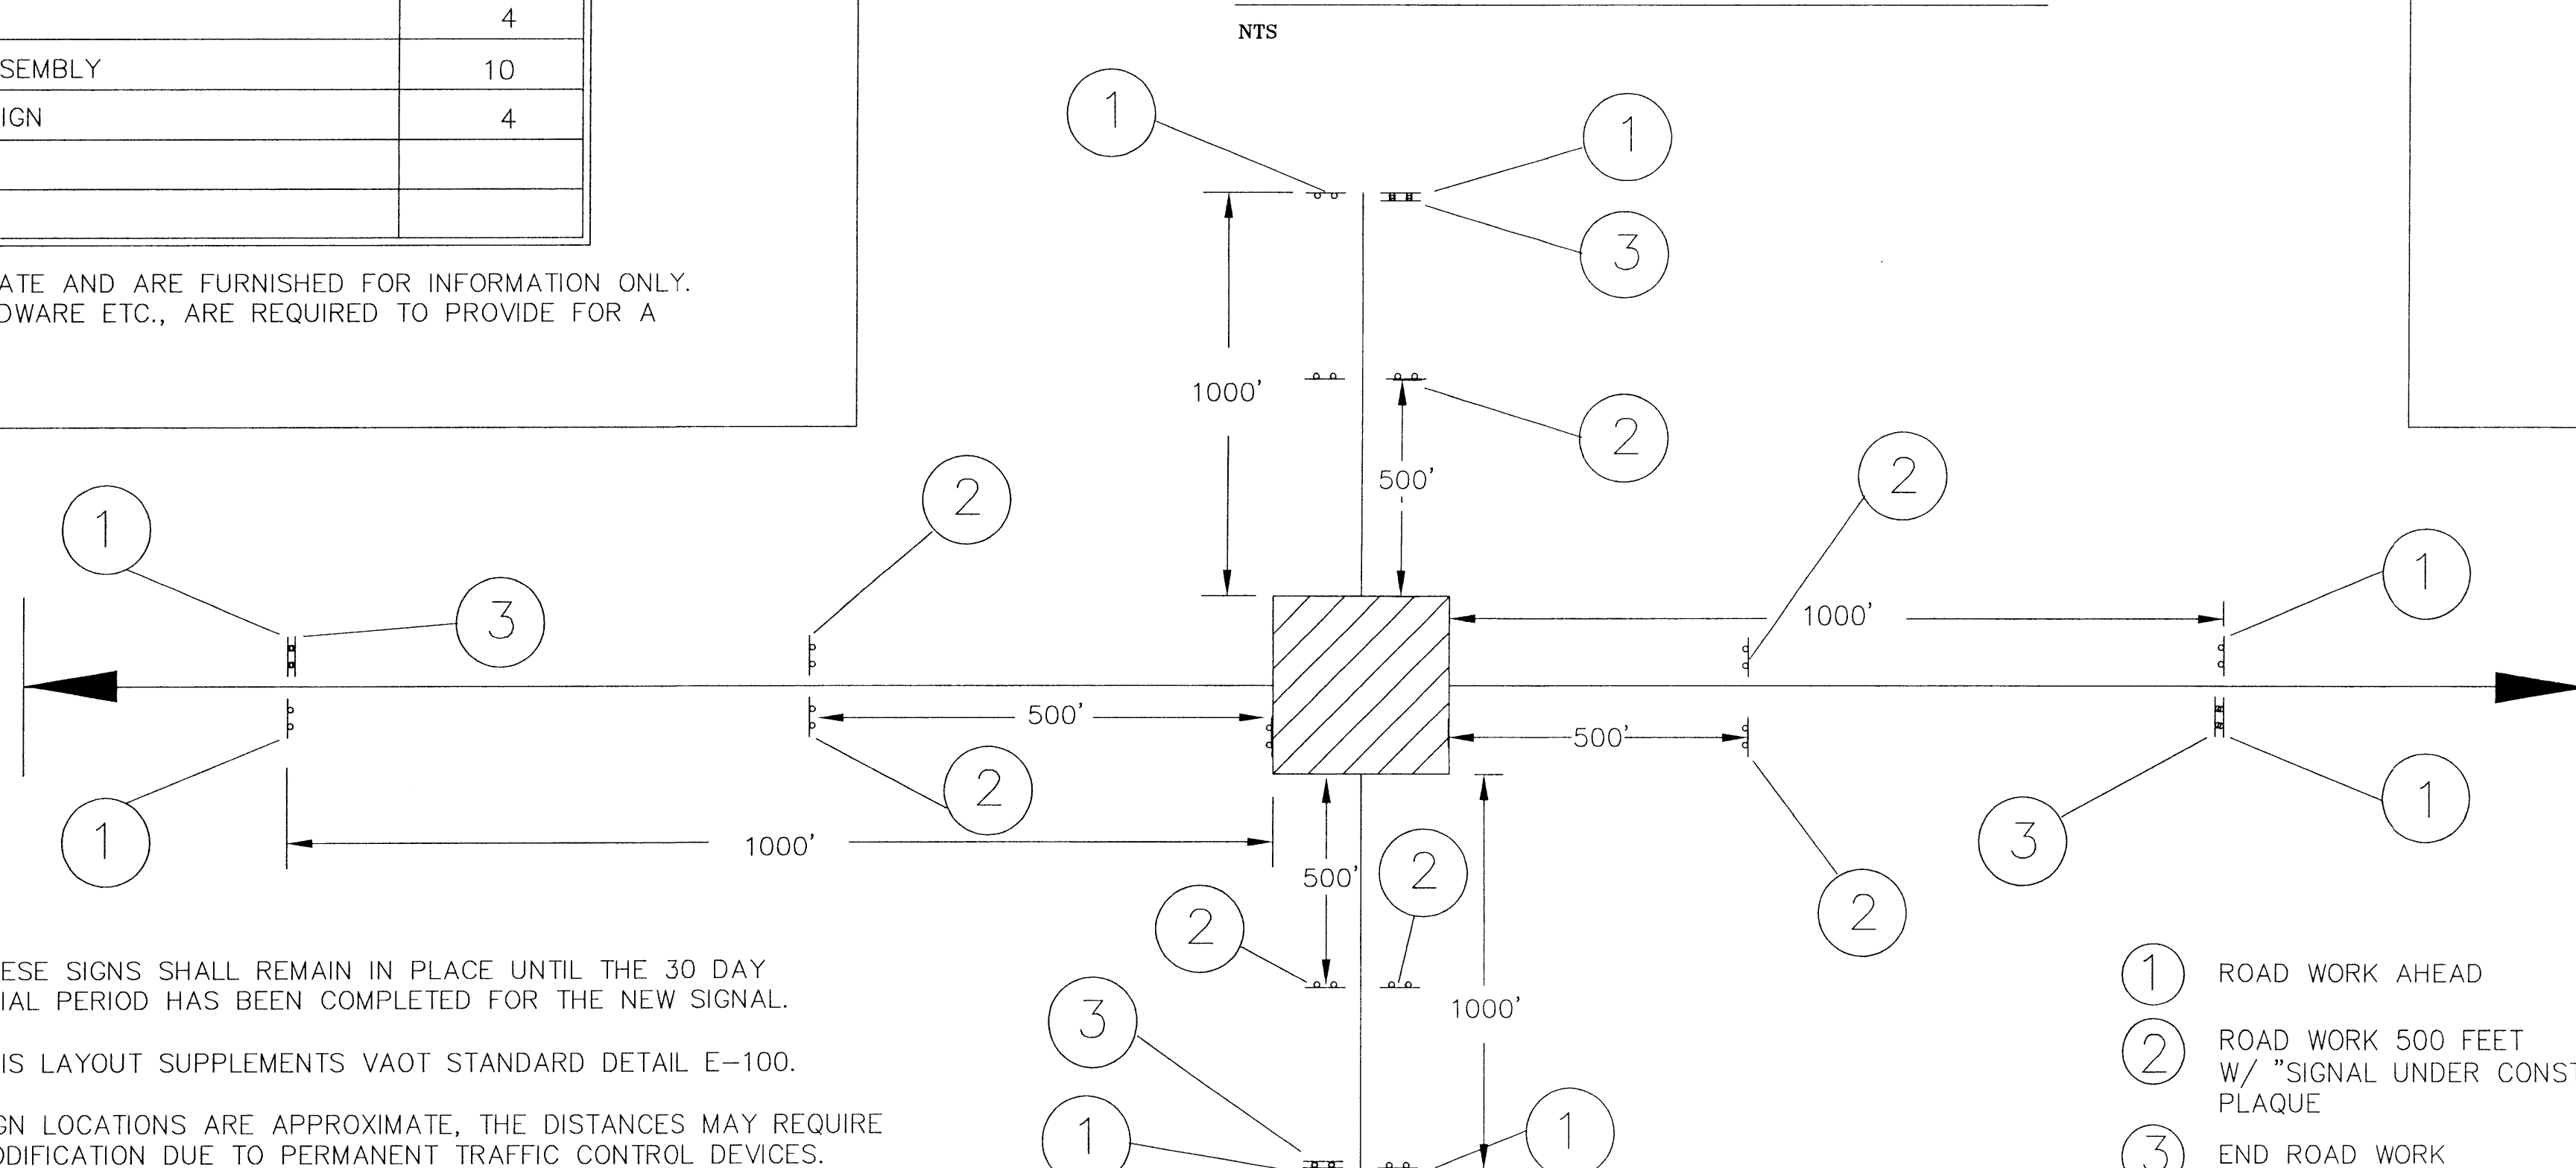 4
SEMBLY 10
IGN 4
ATE AND ARE FURNISHED FOR INFORMATION ONLY.
DWARE ETC., ARE REQUIRED TO PROVIDE FOR A
NTS
1
1
3
1000'
2
500'
2
2
1
1
3
1000'
500'
500'
1
2
1000'
1
3
1
500'
2
2
2
1000'
3
1
1
ESE SIGNS SHALL REMAIN IN PLACE UNTIL THE 30 DAY
IAL PERIOD HAS BEEN COMPLETED FOR THE NEW SIGNAL.
IS LAYOUT SUPPLEMENTS VAOT STANDARD DETAIL E-100.
GN LOCATIONS ARE APPROXIMATE, THE DISTANCES MAY REQUIRE
ODIFICATION DUE TO PERMANENT TRAFFIC CONTROL DEVICES.
1 ROAD WORK AHEAD
2 ROAD WORK 500 FEET
W/ "SIGNAL UNDER CONST
PLAQUE
3 END ROAD WORK